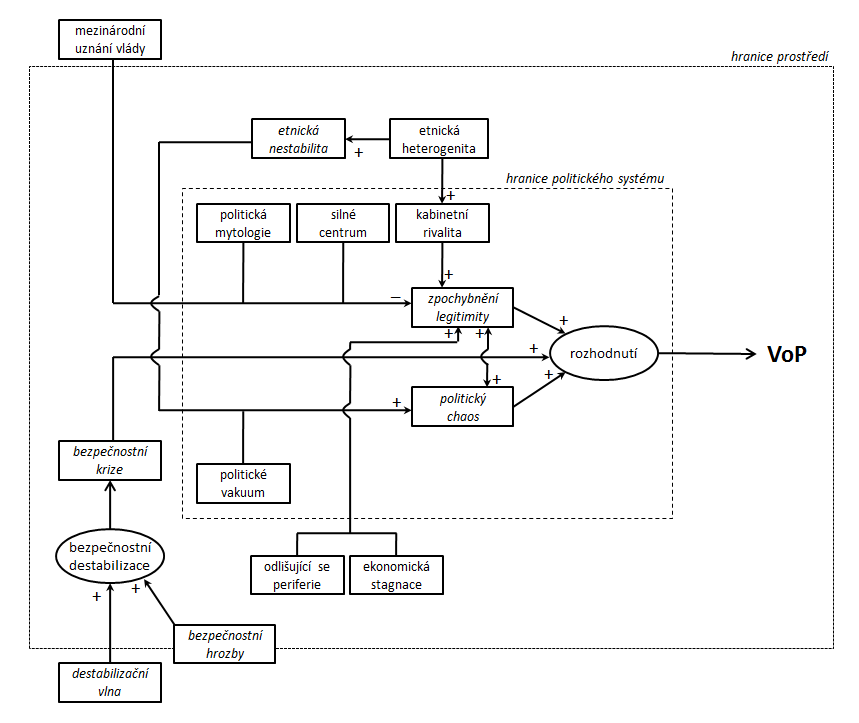 mezinárodní
uznání vlády
hranice prostředí
etnická
nestabilita
etnická
heterogenita
+
hranice politického systému
+
politická
mytologie
silné
centrum
kabinetní
rivalita
+
–
zpochybnění
legitimity
+
+
+
+
rozhodnutí
VoP
+
+
+
politický
chaos
bezpečnostní
krize
politické
vakuum
bezpečnostní
destabilizace
odlišující se
periferie
ekonomická
stagnace
+
+
bezpečnostní
hrozby
destabilizační
vlna